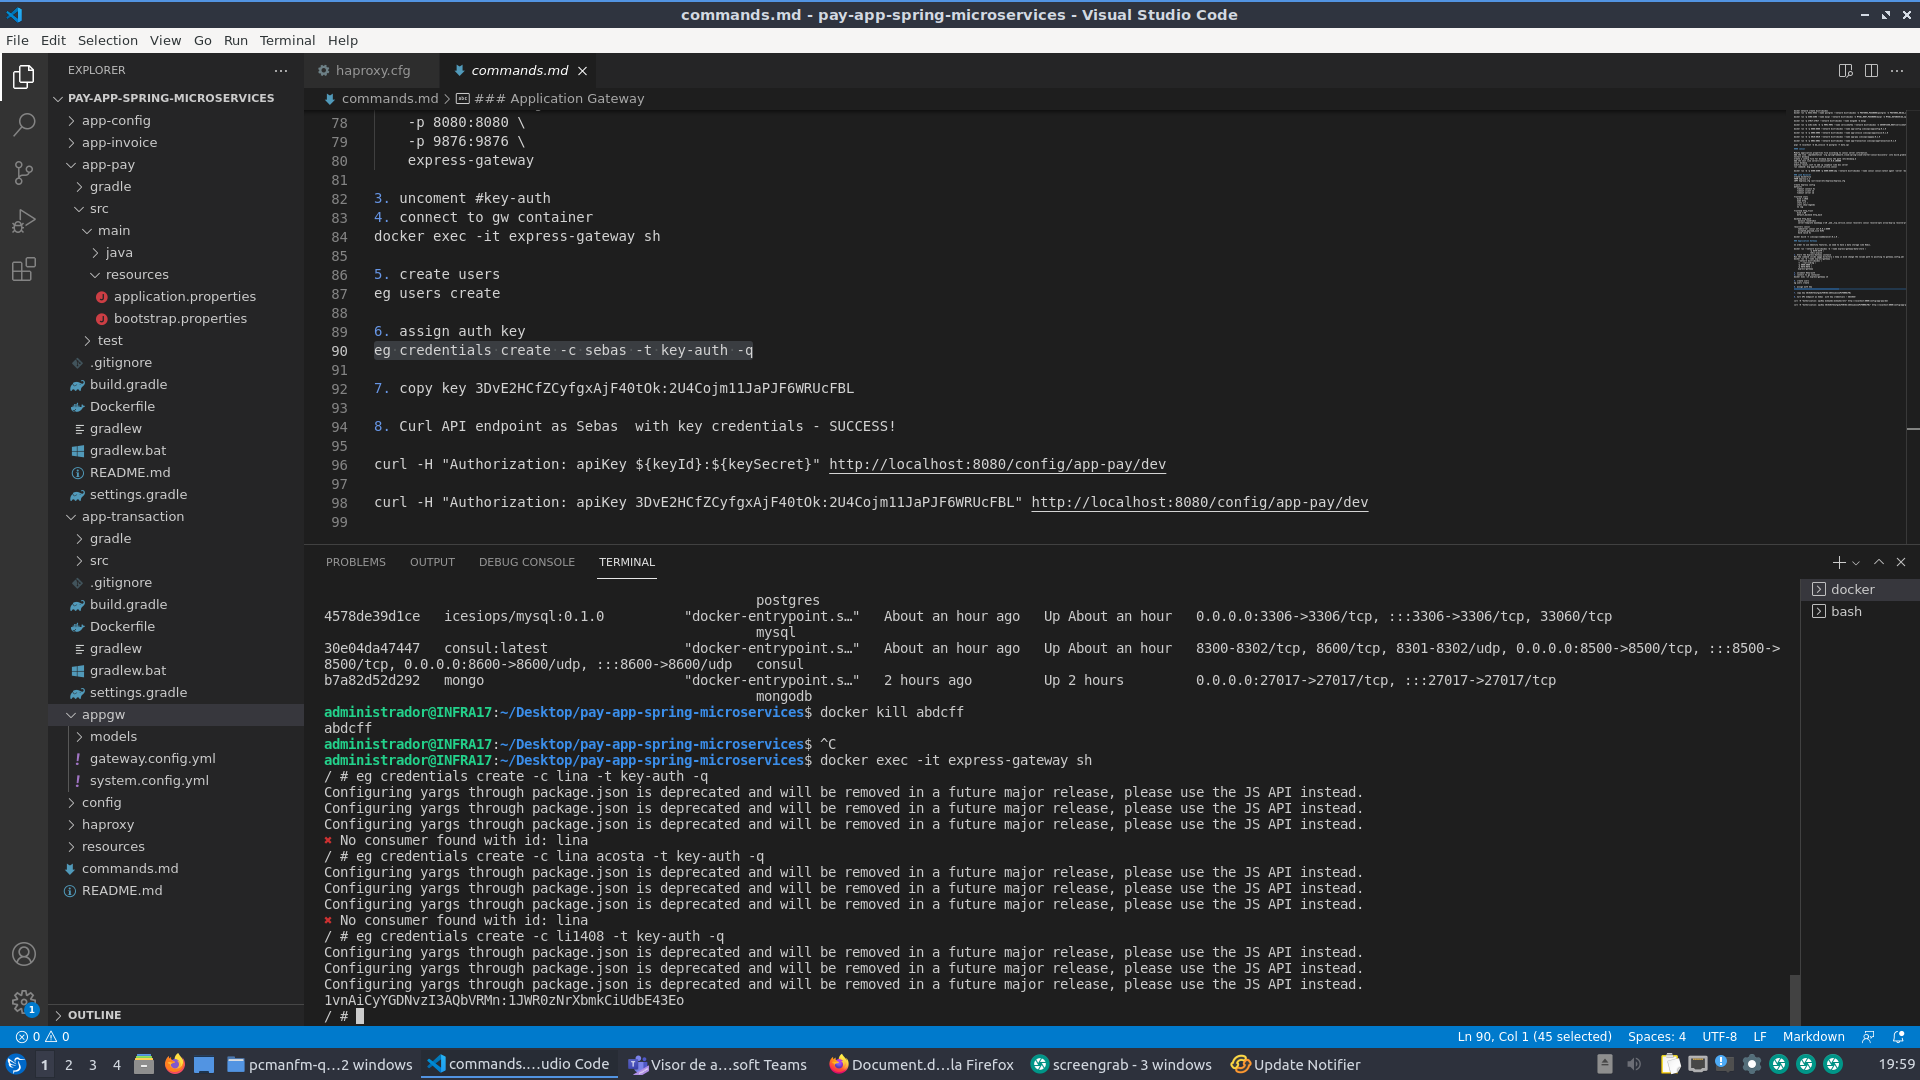 commands.md - pay-app-spring-microservices - Visual Studio Code
File Edit Selection View Go Run Terminal Help
EXPLORER
haproxy.cfg
commands.md
PAY-APP-SPRING-MICROSERVICES
commands.md > ### Application Gateway
app-config
app-invoice
app-pay
gradle
src
main
java
resources
application.properties
bootstrap.properties
test
.gitignore
build.gradle
Dockerfile
gradlew
gradlew.bat
README.md
settings.gradle
app-transaction
gradle
src
.gitignore
build.gradle
Dockerfile
gradlew
gradlew.bat
settings.gradle
appgw
models
! gateway.config.yml
! system.config.yml
config
haproxy
resources
commands.md
README.md
OUTLINE
78 -p 8080:8080 \
79 -p 9876:9876 \
80 express-gateway
81
82 3. uncoment #key-auth
83 4. connect to gw container
84 docker exec -it express-gateway sh
85
86 5. create users
87 eg users create
88
89 6. assign auth key
90 eg credentials create -c sebas -t key-auth -q
91
92 7. copy key 3DvE2HCfZCyfgxAjF40tOk:2U4Cojm11JaPJF6WRUcFBL
93
94 8. Curl API endpoint as Sebas  with key credentials - SUCCESS!
95
96 curl -H "Authorization: apiKey ${keyId}:${keySecret}" http://localhost:8080/config/app-pay/dev
97
98 curl -H "Authorization: apiKey 3DvE2HCfZCyfgxAjF40tOk:2U4Cojm11JaPJF6WRUcFBL" http://localhost:8080/config/app-pay/dev
99
PROBLEMS OUTPUT DEBUG CONSOLE TERMINAL
docker
bash
postgres
4578de39d1ce icesiops/mysql:0.1.0 "docker-entrypoint.s…" About an hour ago Up About an hour 0.0.0.0:3306->3306/tcp, :::3306->3306/tcp, 33060/tcp
mysql
30e04da47447 consul:latest "docker-entrypoint.s…" About an hour ago Up About an hour 8300-8302/tcp, 8600/tcp, 8301-8302/udp, 0.0.0.0:8500->8500/tcp, :::8500->
8500/tcp, 0.0.0.0:8600->8600/udp, :::8600->8600/udp consul
b7a82d52d292 mongo "docker-entrypoint.s…" 2 hours ago Up 2 hours 0.0.0.0:27017->27017/tcp, :::27017->27017/tcp
mongodb
administrador@INFRA17:~/Desktop/pay-app-spring-microservices$ docker kill abdcff
abdcff
administrador@INFRA17:~/Desktop/pay-app-spring-microservices$ ^C
administrador@INFRA17:~/Desktop/pay-app-spring-microservices$ docker exec -it express-gateway sh
/ # eg credentials create -c lina -t key-auth -q
Configuring yargs through package.json is deprecated and will be removed in a future major release, please use the JS API instead.
Configuring yargs through package.json is deprecated and will be removed in a future major release, please use the JS API instead.
Configuring yargs through package.json is deprecated and will be removed in a future major release, please use the JS API instead.
✖ No consumer found with id: lina
/ # eg credentials create -c lina acosta -t key-auth -q
Configuring yargs through package.json is deprecated and will be removed in a future major release, please use the JS API instead.
Configuring yargs through package.json is deprecated and will be removed in a future major release, please use the JS API instead.
Configuring yargs through package.json is deprecated and will be removed in a future major release, please use the JS API instead.
✖ No consumer found with id: lina
/ # eg credentials create -c li1408 -t key-auth -q
Configuring yargs through package.json is deprecated and will be removed in a future major release, please use the JS API instead.
Configuring yargs through package.json is deprecated and will be removed in a future major release, please use the JS API instead.
Configuring yargs through package.json is deprecated and will be removed in a future major release, please use the JS API instead.
1vnAiCyYGDNvzI3AQbVRMn:1JWR0zNrXbmkCiUdbE43Eo
/ #
1
0 0 Ln 90, Col 1 (45 selected) Spaces: 4 UTF-8 LF Markdown
1 2 3 4 pcmanfm-q...2 windows commands....udio Code Visor de a...soft Teams Document.d...la Firefox screengrab - 3 windows Update Notifier 19:59